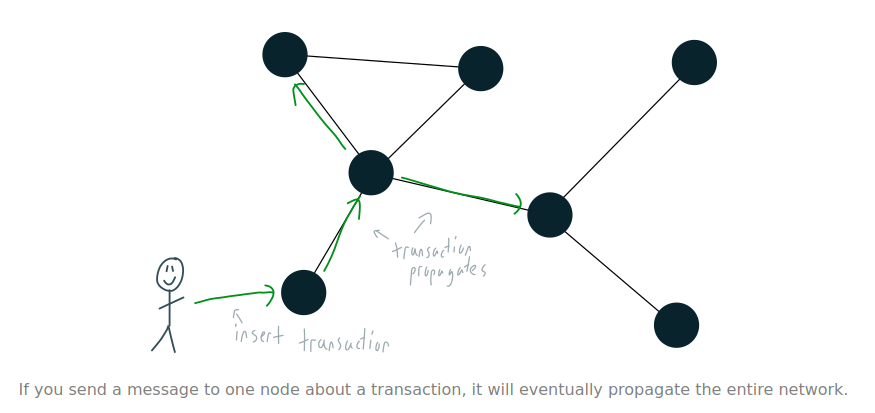 transaction
propagates
insert transaction
If you send a message to one node about a transaction, it will eventually propagate the entire network.